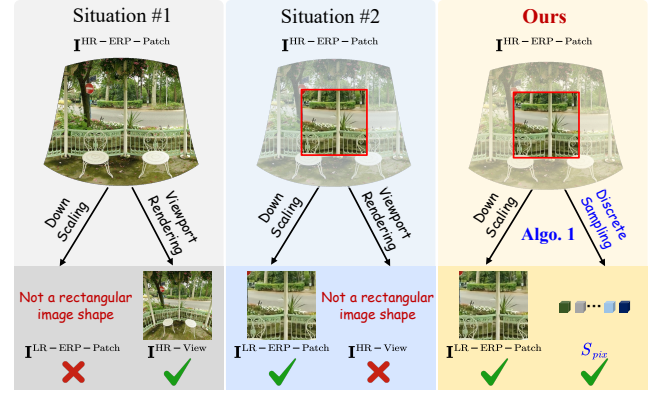 Situation #1
I^HR−ERP−Patch
Down Scaling
Viewport Rendering
Not a rectangular
image shape
I^LR−ERP−Patch
I^HR−View
Situation #2
I^HR−ERP−Patch
Down Scaling
Viewport Rendering
Not a rectangular
image shape
I^LR−ERP−Patch
I^HR−View
Ours
I^HR−ERP−Patch
Down Scaling
Discrete Sampling
Algo. 1
I^LR−ERP−Patch
S_pix